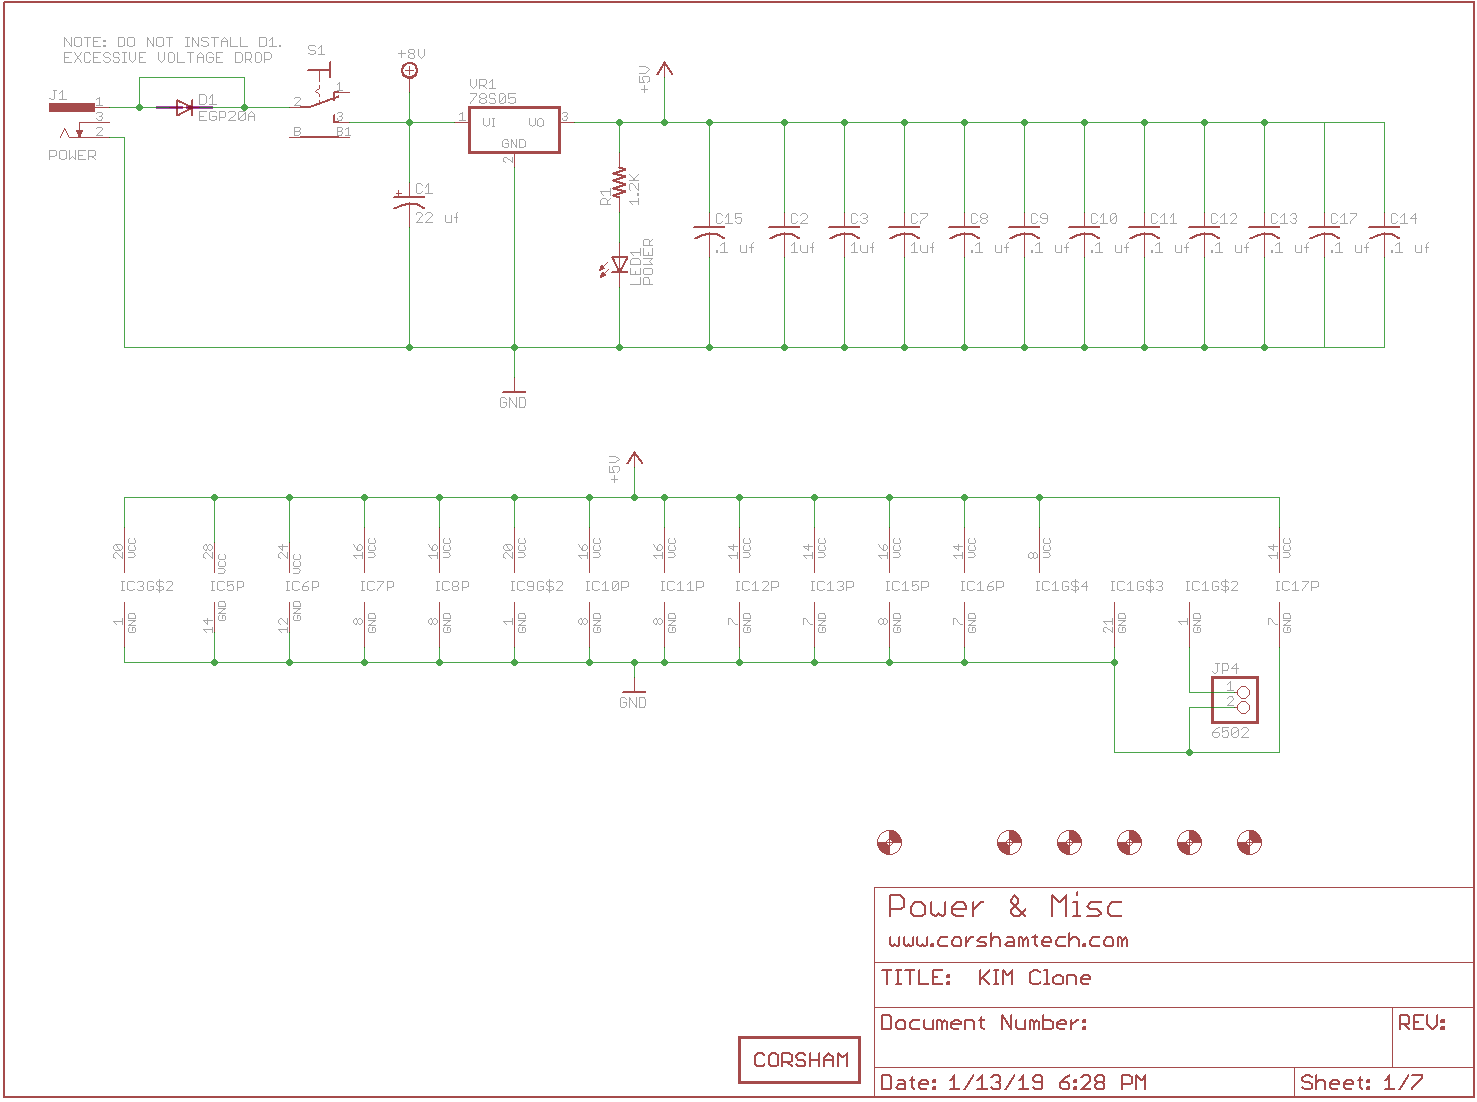 NOTE: DO NOT INSTALL D1.
EXCESSIVE VOLTAGE DROP
S1
+8V
+5V
J1
1
3
2
POWER
D1
EGP20A
2
1
3
B
B1
VR1
78S05
1
VI
VO
3
GND
2
+
C1
22 uf
R1
1.2K
LED1
POWER
C15
.1 uf
C2
1uf
C3
1uf
C7
1uf
C8
.1 uf
C9
.1 uf
C10
.1 uf
C11
.1 uf
C12
.1 uf
C13
.1 uf
C17
.1 uf
C14
.1 uf
GND
+5V
20 VCC
28 VCC
24 VCC
16 VCC
16 VCC
20 VCC
16 VCC
16 VCC
14 VCC
14 VCC
16 VCC
14 VCC
8 VCC
14 VCC
IC3G$2 IC5P IC6P IC7P IC8P IC9G$2 IC10P IC11P IC12P IC13P IC15P IC16P IC1G$4 IC1G$3 IC1G$2 IC17P
1 GND
14 GND
12 GND
8 GND
8 GND
1 GND
8 GND
8 GND
7 GND
7 GND
8 GND
7 GND
21 GND
1 GND
7 GND
GND
JP4
1
2
6502
Power & Misc
www.corshamtech.com
TITLE: KIM Clone
Document Number:
REV:
CORSHAM
Date: 1/13/19 6:28 PM
Sheet: 1/7